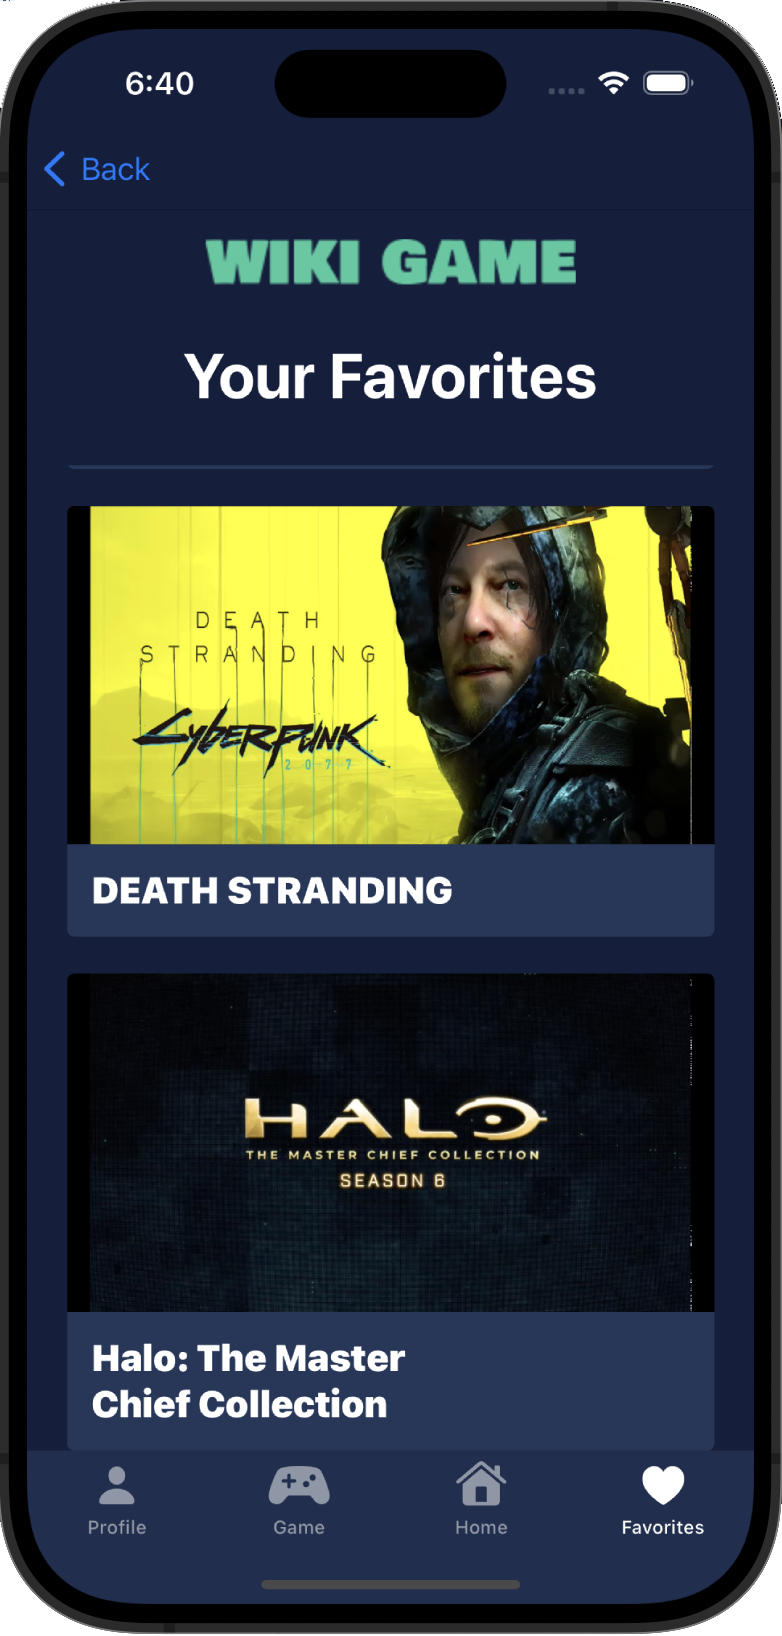 6:40
Back
WIKI GAME
Your Favorites
DEATH
STRANDING
CYBERPUNK
2077
DEATH STRANDING
HALO
THE MASTER CHIEF COLLECTION
SEASON 6
Halo: The Master
Chief Collection
Profile
Game
Home
Favorites